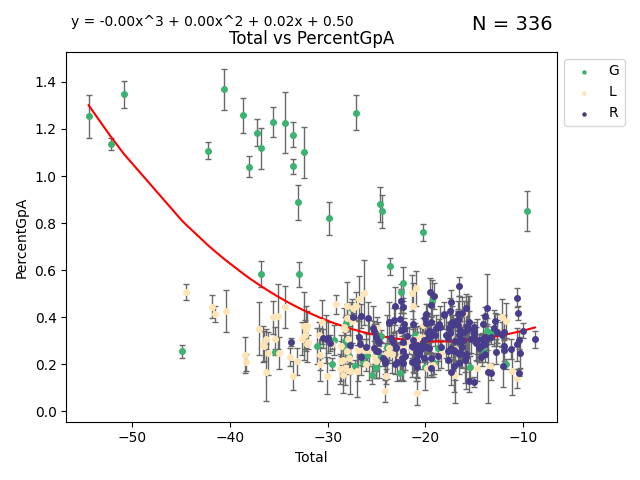 y = -0.00x^3 + 0.00x^2 + 0.02x + 0.50
N = 336
Total vs PercentGpA
G
L
R
PercentGpA
1.4
1.2
1.0
0.8
0.6
0.4
0.2
0.0
−50
−40
−30
−20
−10
Total